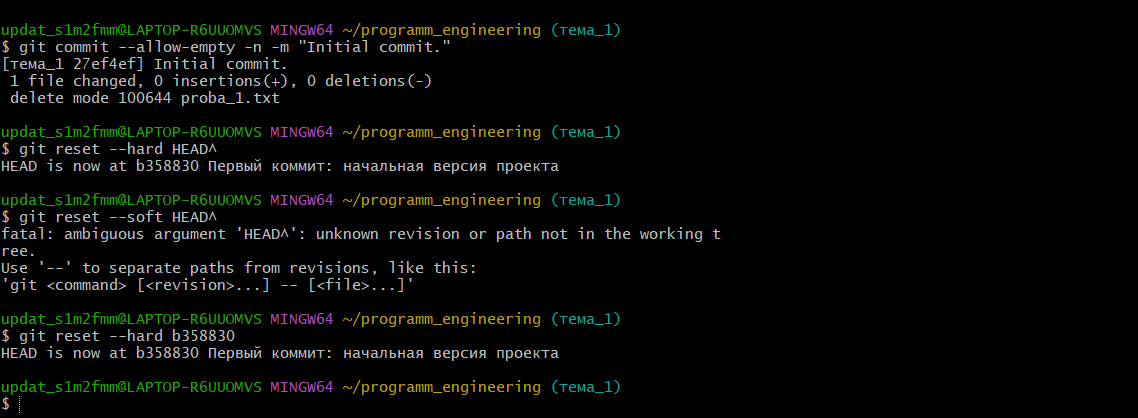 updat_s1m2fmm@LAPTOP-R6UUOMVS MINGW64 ~/programm_engineering (тема_1)
$ git commit --allow-empty -n -m "Initial commit."
[тема_1 27ef4ef] Initial commit.
 1 file changed, 0 insertions(+), 0 deletions(-)
 delete mode 100644 proba_1.txt
updat_s1m2fmm@LAPTOP-R6UUOMVS MINGW64 ~/programm_engineering (тема_1)
$ git reset --hard HEAD^
HEAD is now at b358830 Первый коммит: начальная версия проекта
updat_s1m2fmm@LAPTOP-R6UUOMVS MINGW64 ~/programm_engineering (тема_1)
$ git reset --soft HEAD^
fatal: ambiguous argument 'HEAD^': unknown revision or path not in the working t
ree.
Use '--' to separate paths from revisions, like this:
'git <command> [<revision>...] -- [<file>...]'
updat_s1m2fmm@LAPTOP-R6UUOMVS MINGW64 ~/programm_engineering (тема_1)
$ git reset --hard b358830
HEAD is now at b358830 Первый коммит: начальная версия проекта
updat_s1m2fmm@LAPTOP-R6UUOMVS MINGW64 ~/programm_engineering (тема_1)
$